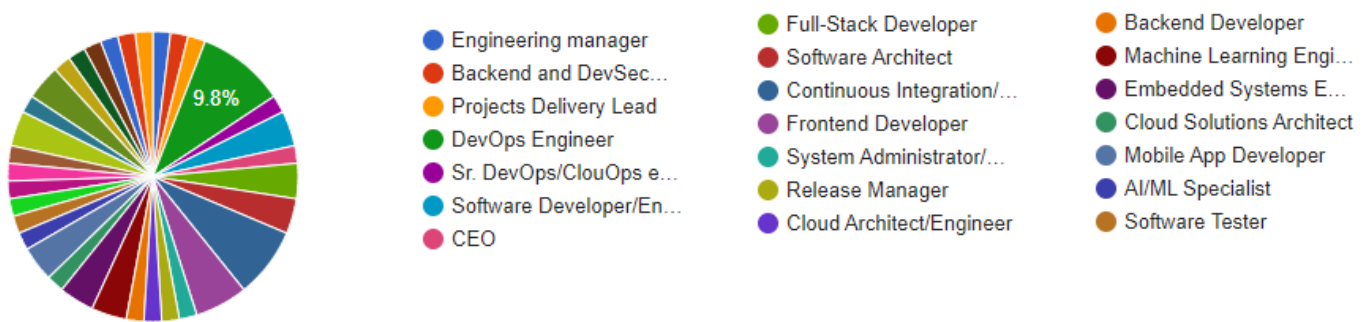 9.8%
Engineering manager
Backend and DevSec...
Projects Delivery Lead
DevOps Engineer
Sr. DevOps/ClouOps e...
Software Developer/En...
CEO
Full-Stack Developer
Software Architect
Continuous Integration/...
Frontend Developer
System Administrator/...
Release Manager
Cloud Architect/Engineer
Backend Developer
Machine Learning Engi...
Embedded Systems E...
Cloud Solutions Architect
Mobile App Developer
AI/ML Specialist
Software Tester